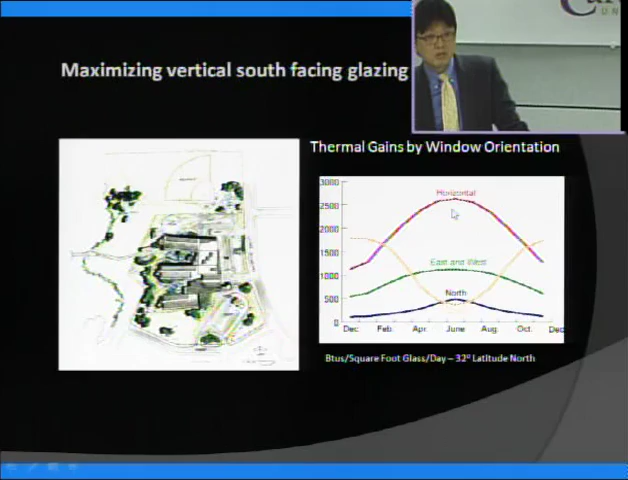 Maximizing vertical south facing glazing
Thermal Gains by Window Orientation
3000
2500
2000
1500
1000
500
0
Horizontal
East and West
North
Dec. Feb. Apr. June Aug. Oct. Dec
Btus/Square Foot Glass/Day – 32º Latitude North